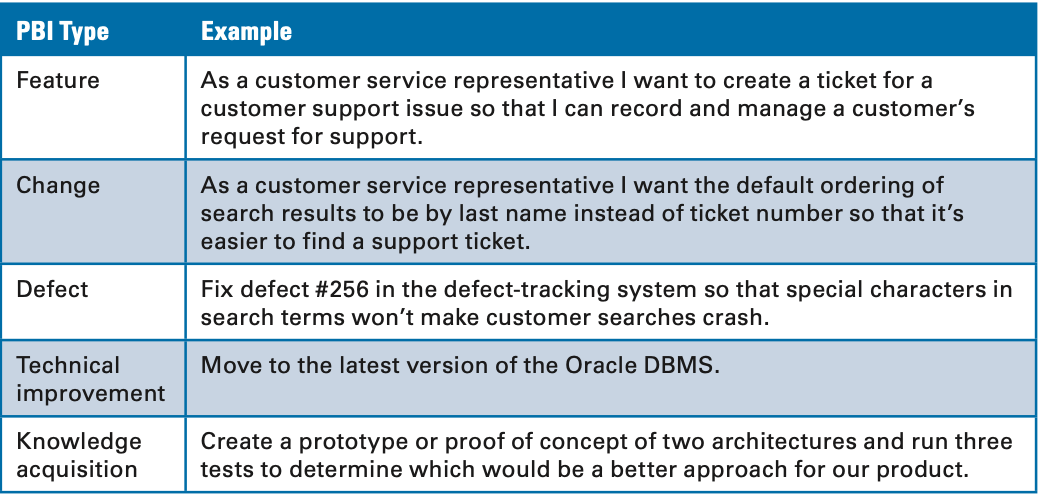 PBI Type Example
Feature As a customer service representative I want to create a ticket for a
customer support issue so that I can record and manage a customer's
request for support.
Change As a customer service representative I want the default ordering of
search results to be by last name instead of ticket number so that it's
easier to find a support ticket.
Defect Fix defect #256 in the defect-tracking system so that special characters in
search terms won't make customer searches crash.
Technical Move to the latest version of the Oracle DBMS.
improvement
Knowledge Create a prototype or proof of concept of two architectures and run three
acquisition tests to determine which would be a better approach for our product.